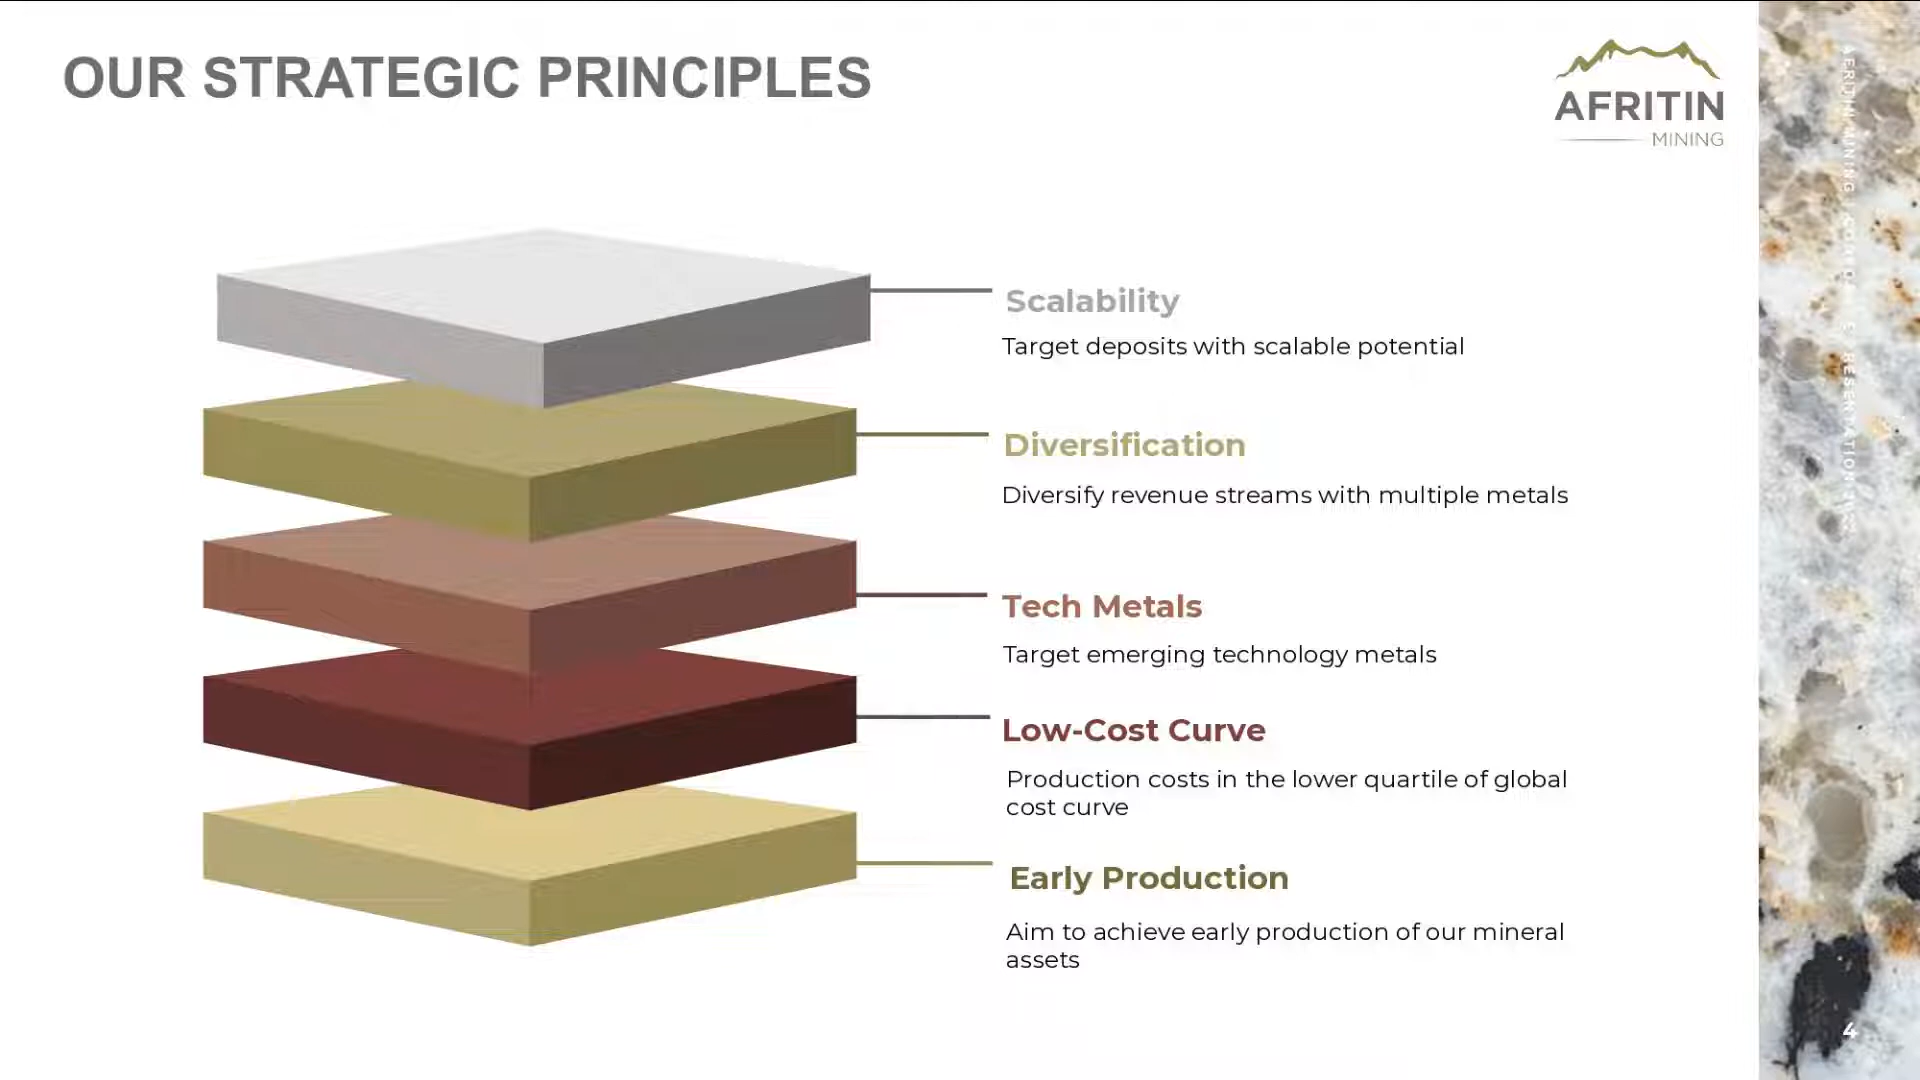 OUR STRATEGIC PRINCIPLES
AFRITIN
MINING
Scalability
Target deposits with scalable potential
Diversification
Diversify revenue streams with multiple metals
Tech Metals
Target emerging technology metals
Low-Cost Curve
Production costs in the lower quartile of global
cost curve
Early Production
Aim to achieve early production of our mineral
assets
AFRITIN MINING
4